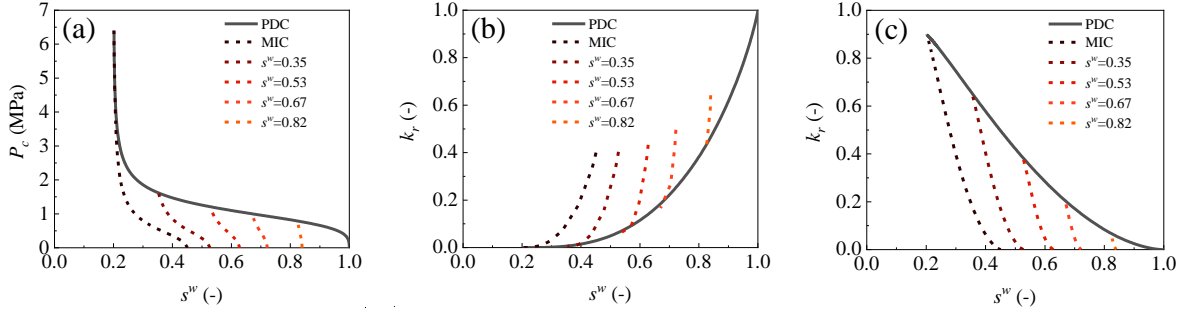 (a)
PDC
MIC
s^w=0.35
s^w=0.53
s^w=0.67
s^w=0.82
P_c (MPa)
7
6
5
4
3
2
1
0
0.0 0.2 0.4 0.6 0.8 1.0
s^w (-)
(b)
PDC
MIC
s^w=0.35
s^w=0.53
s^w=0.67
s^w=0.82
k_r (-)
1.0
0.8
0.6
0.4
0.2
0.0
0.0 0.2 0.4 0.6 0.8 1.0
s^w (-)
(c)
PDC
MIC
s^w=0.35
s^w=0.53
s^w=0.67
s^w=0.82
k_r (-)
1.0
0.8
0.6
0.4
0.2
0.0
0.0 0.2 0.4 0.6 0.8 1.0
s^w (-)